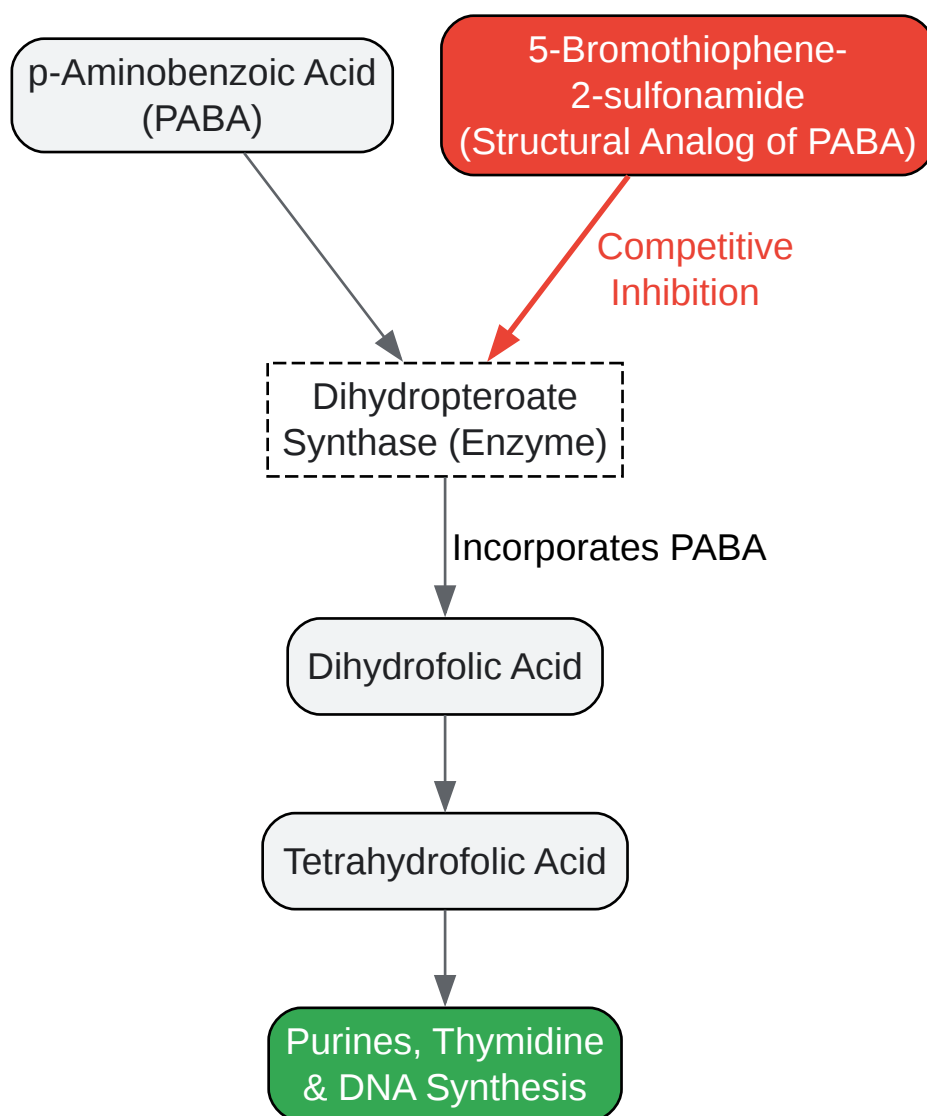 p-Aminobenzoic Acid
(PABA)
5-Bromothiophene-
2-sulfonamide
(Structural Analog of PABA)
Competitive
Inhibition
Dihydropteroate
Synthase (Enzyme)
Incorporates PABA
Dihydrofolic Acid
Tetrahydrofolic Acid
Purines, Thymidine
& DNA Synthesis